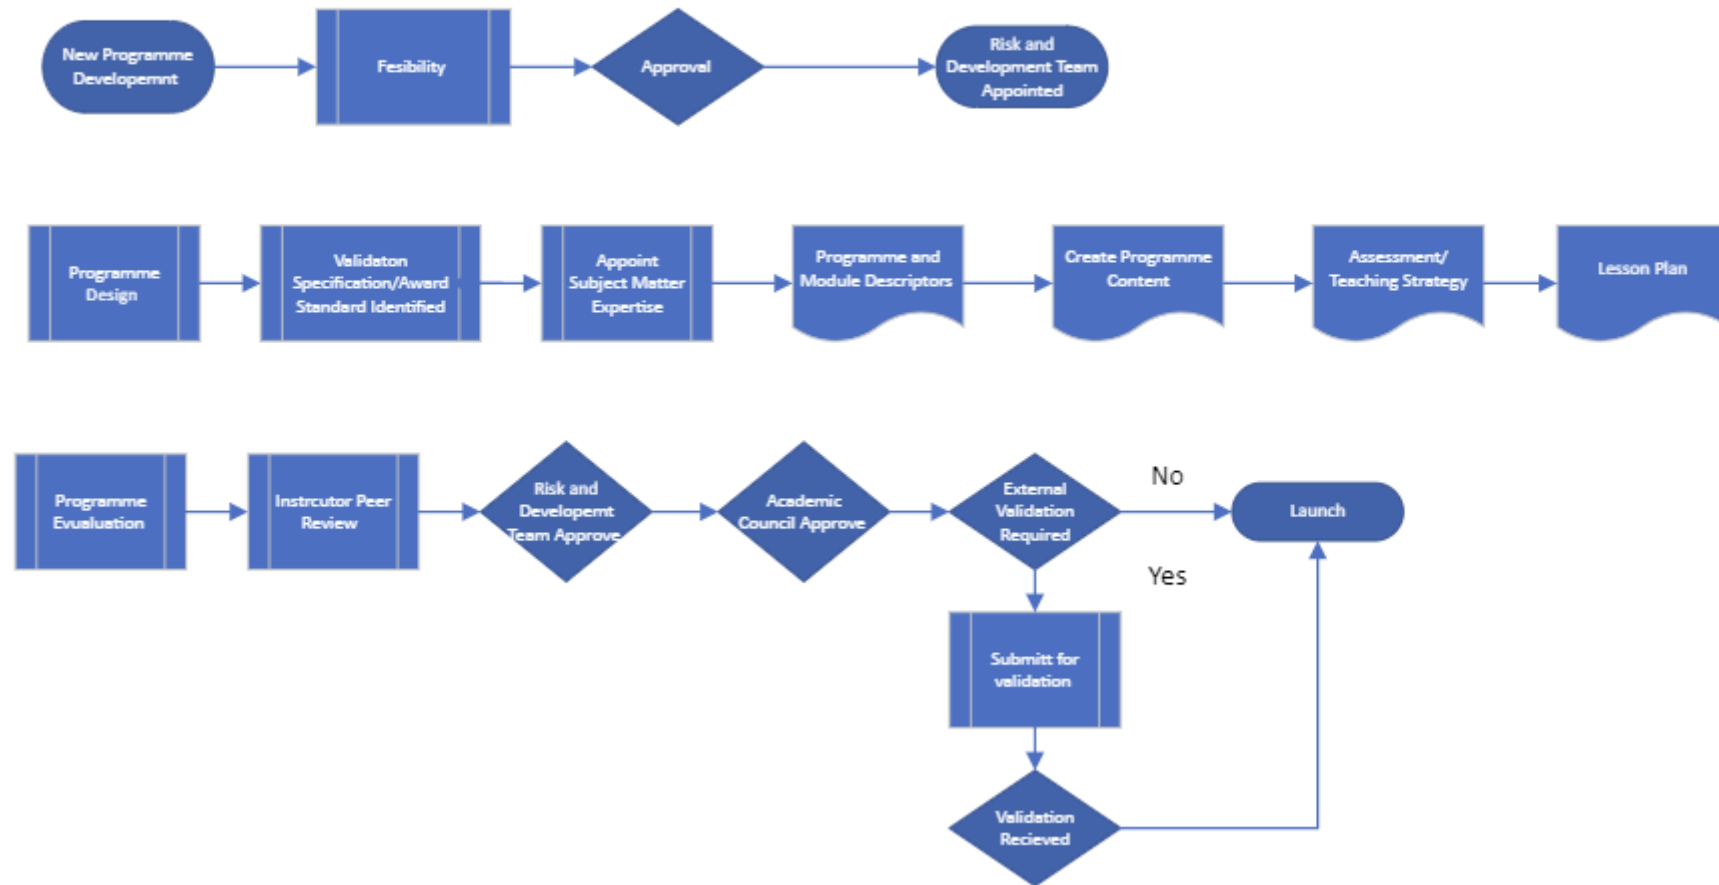 New Programme
Developemnt
Fesibility
Approval
Risk and
Development Team
Appointed
Programme
Design
Validaton
Specification/Award
Standard Identified
Appoint
Subject Matter
Expertise
Programme and
Module Descriptors
Create Programme
Content
Assessment/
Teaching Strategy
Lesson Plan
Programme
Evualuation
Instrcutor Peer
Review
Risk and
Developemt
Team Approve
Academic
Council Approve
External
Validation
Required
No
Launch
Yes
Submitt for
validation
Validation
Recieved